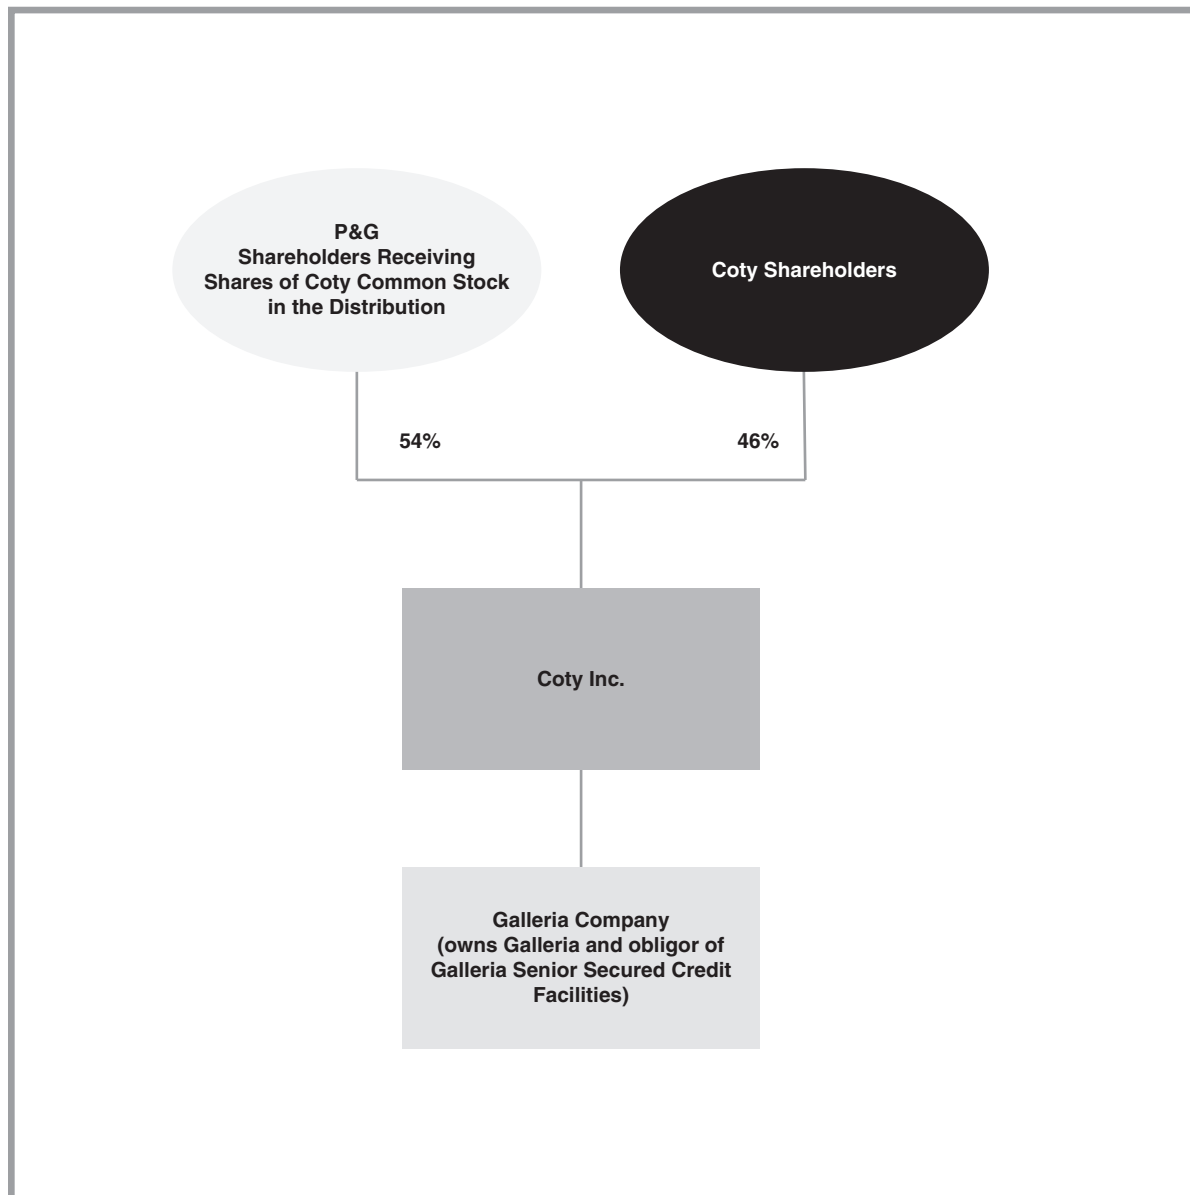 P&G
Shareholders Receiving
Shares of Coty Common Stock
in the Distribution
Coty Shareholders
54%
46%
Coty Inc.
Galleria Company
(owns Galleria and obligor of
Galleria Senior Secured Credit
Facilities)